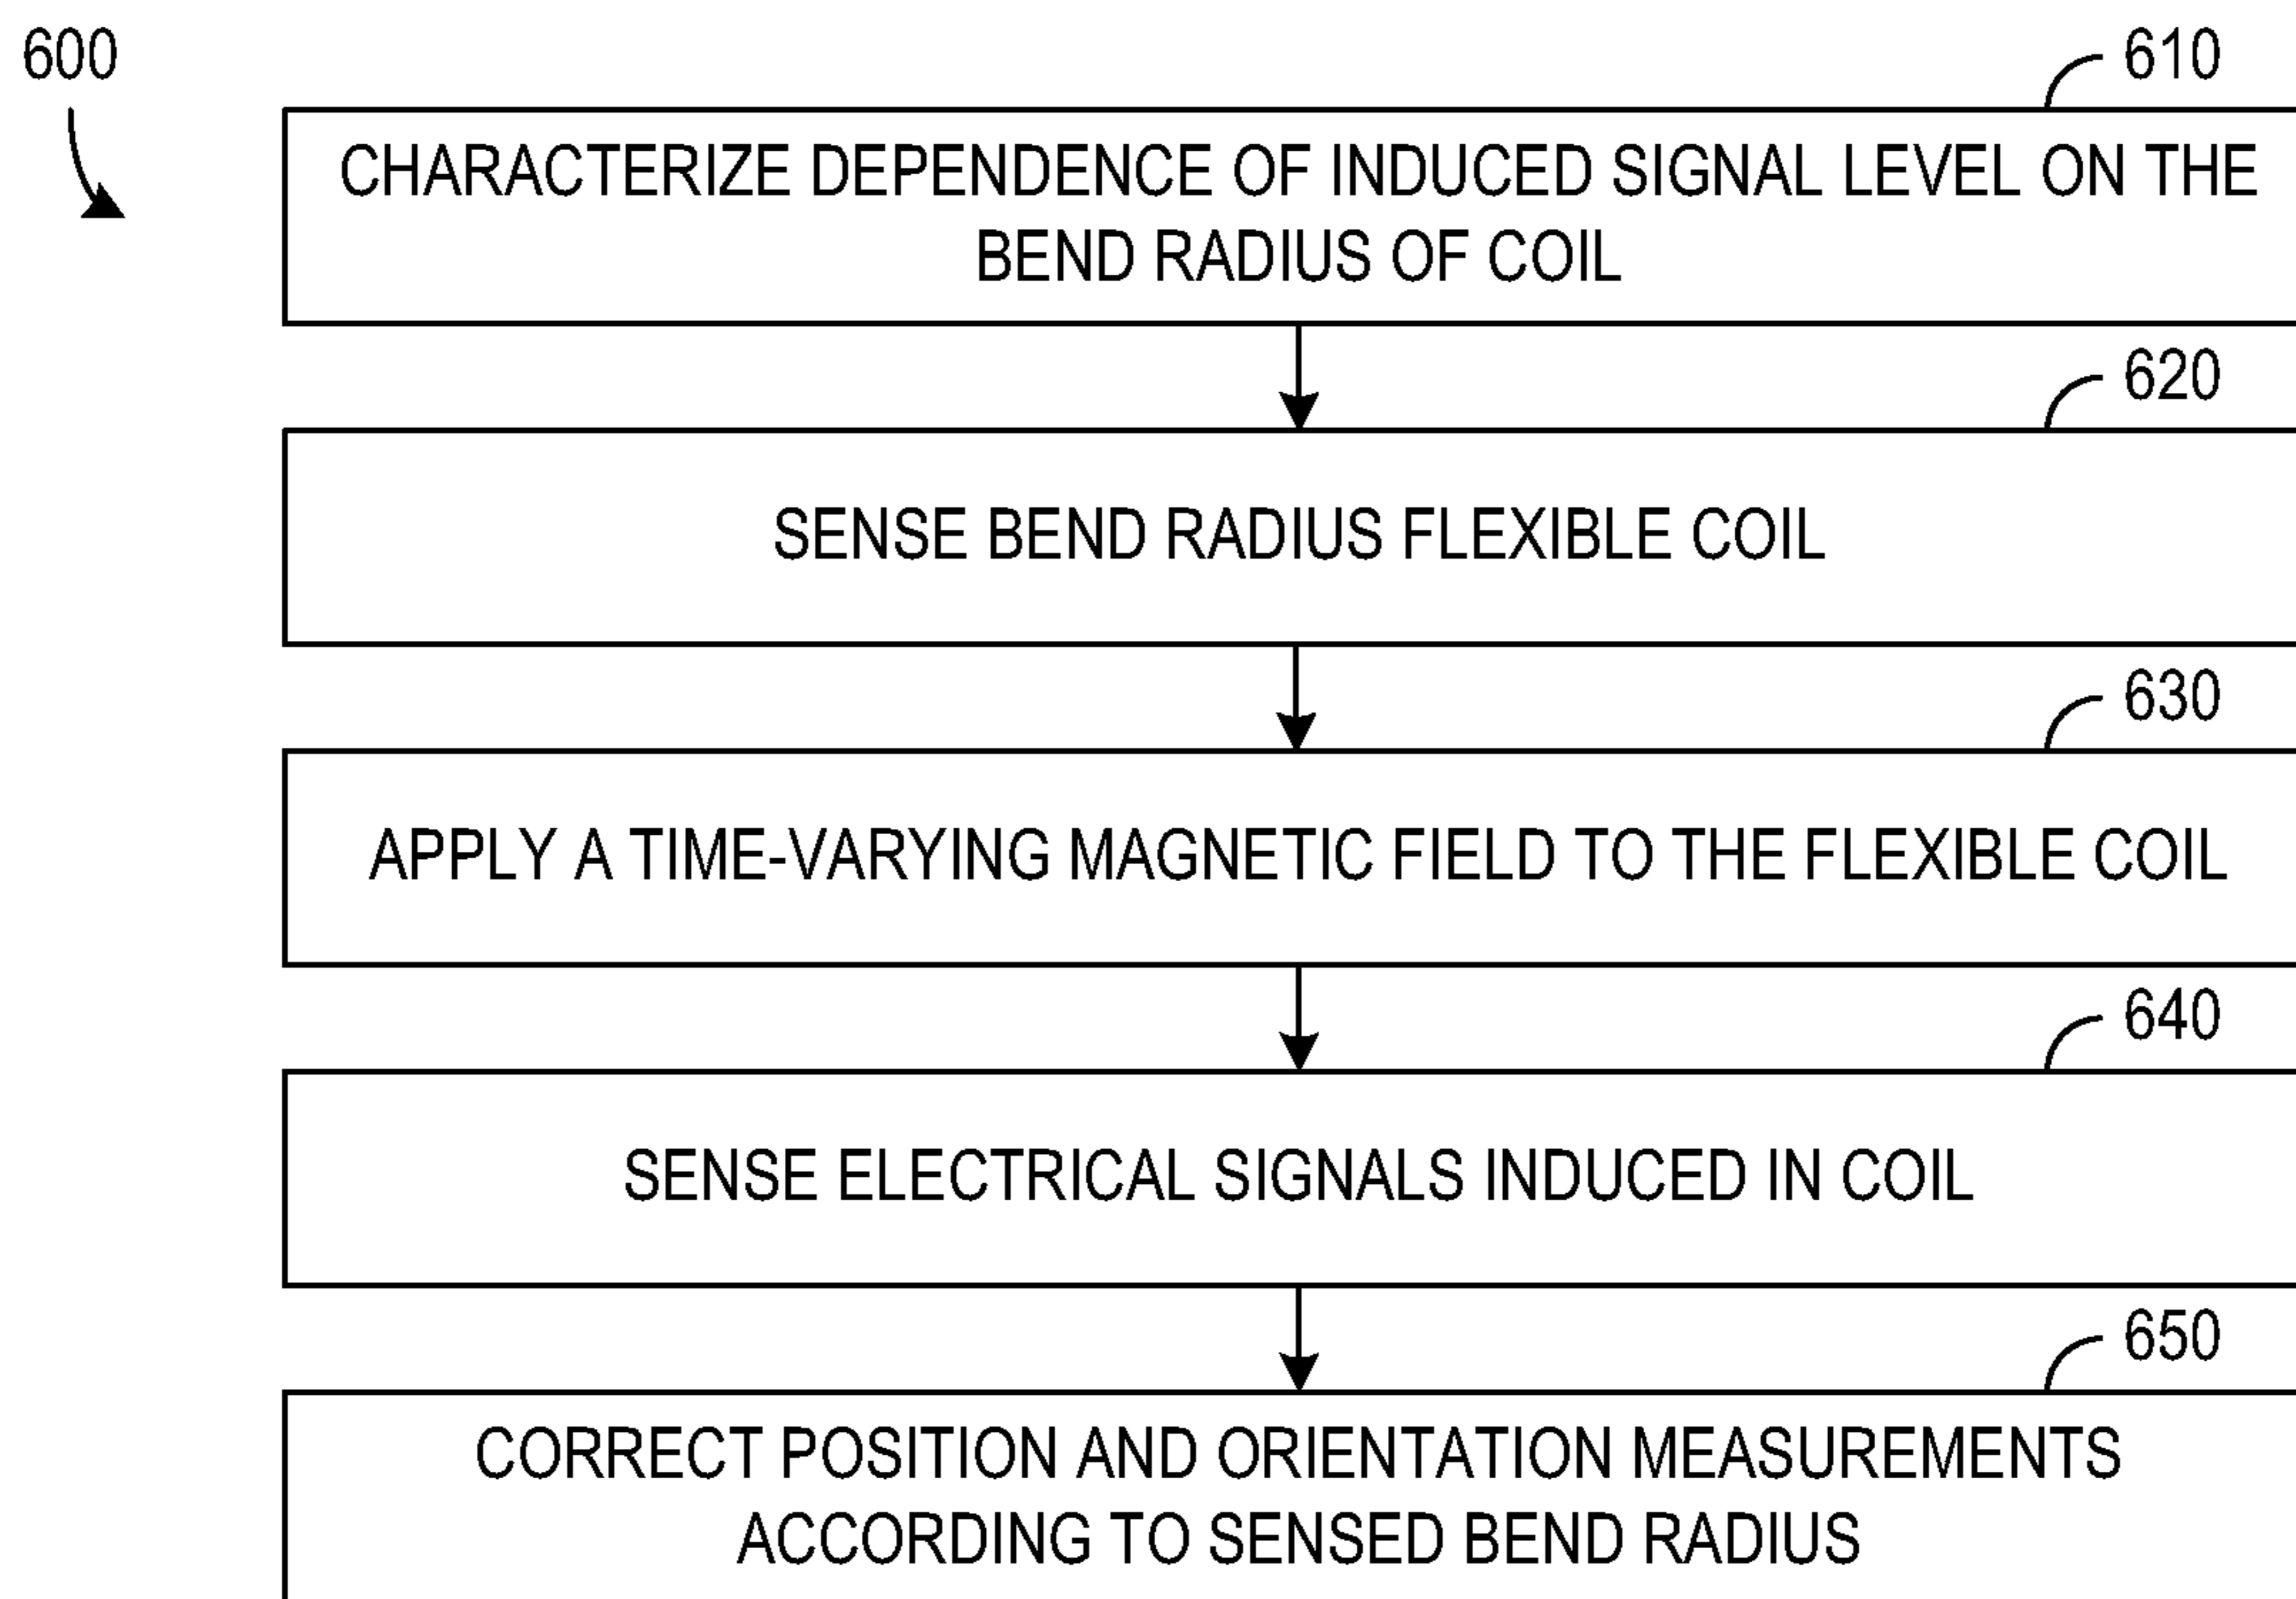 600
610
CHARACTERIZE DEPENDENCE OF INDUCED SIGNAL LEVEL ON THE
BEND RADIUS OF COIL
620
SENSE BEND RADIUS FLEXIBLE COIL
630
APPLY A TIME-VARYING MAGNETIC FIELD TO THE FLEXIBLE COIL
640
SENSE ELECTRICAL SIGNALS INDUCED IN COIL
650
CORRECT POSITION AND ORIENTATION MEASUREMENTS
ACCORDING TO SENSED BEND RADIUS